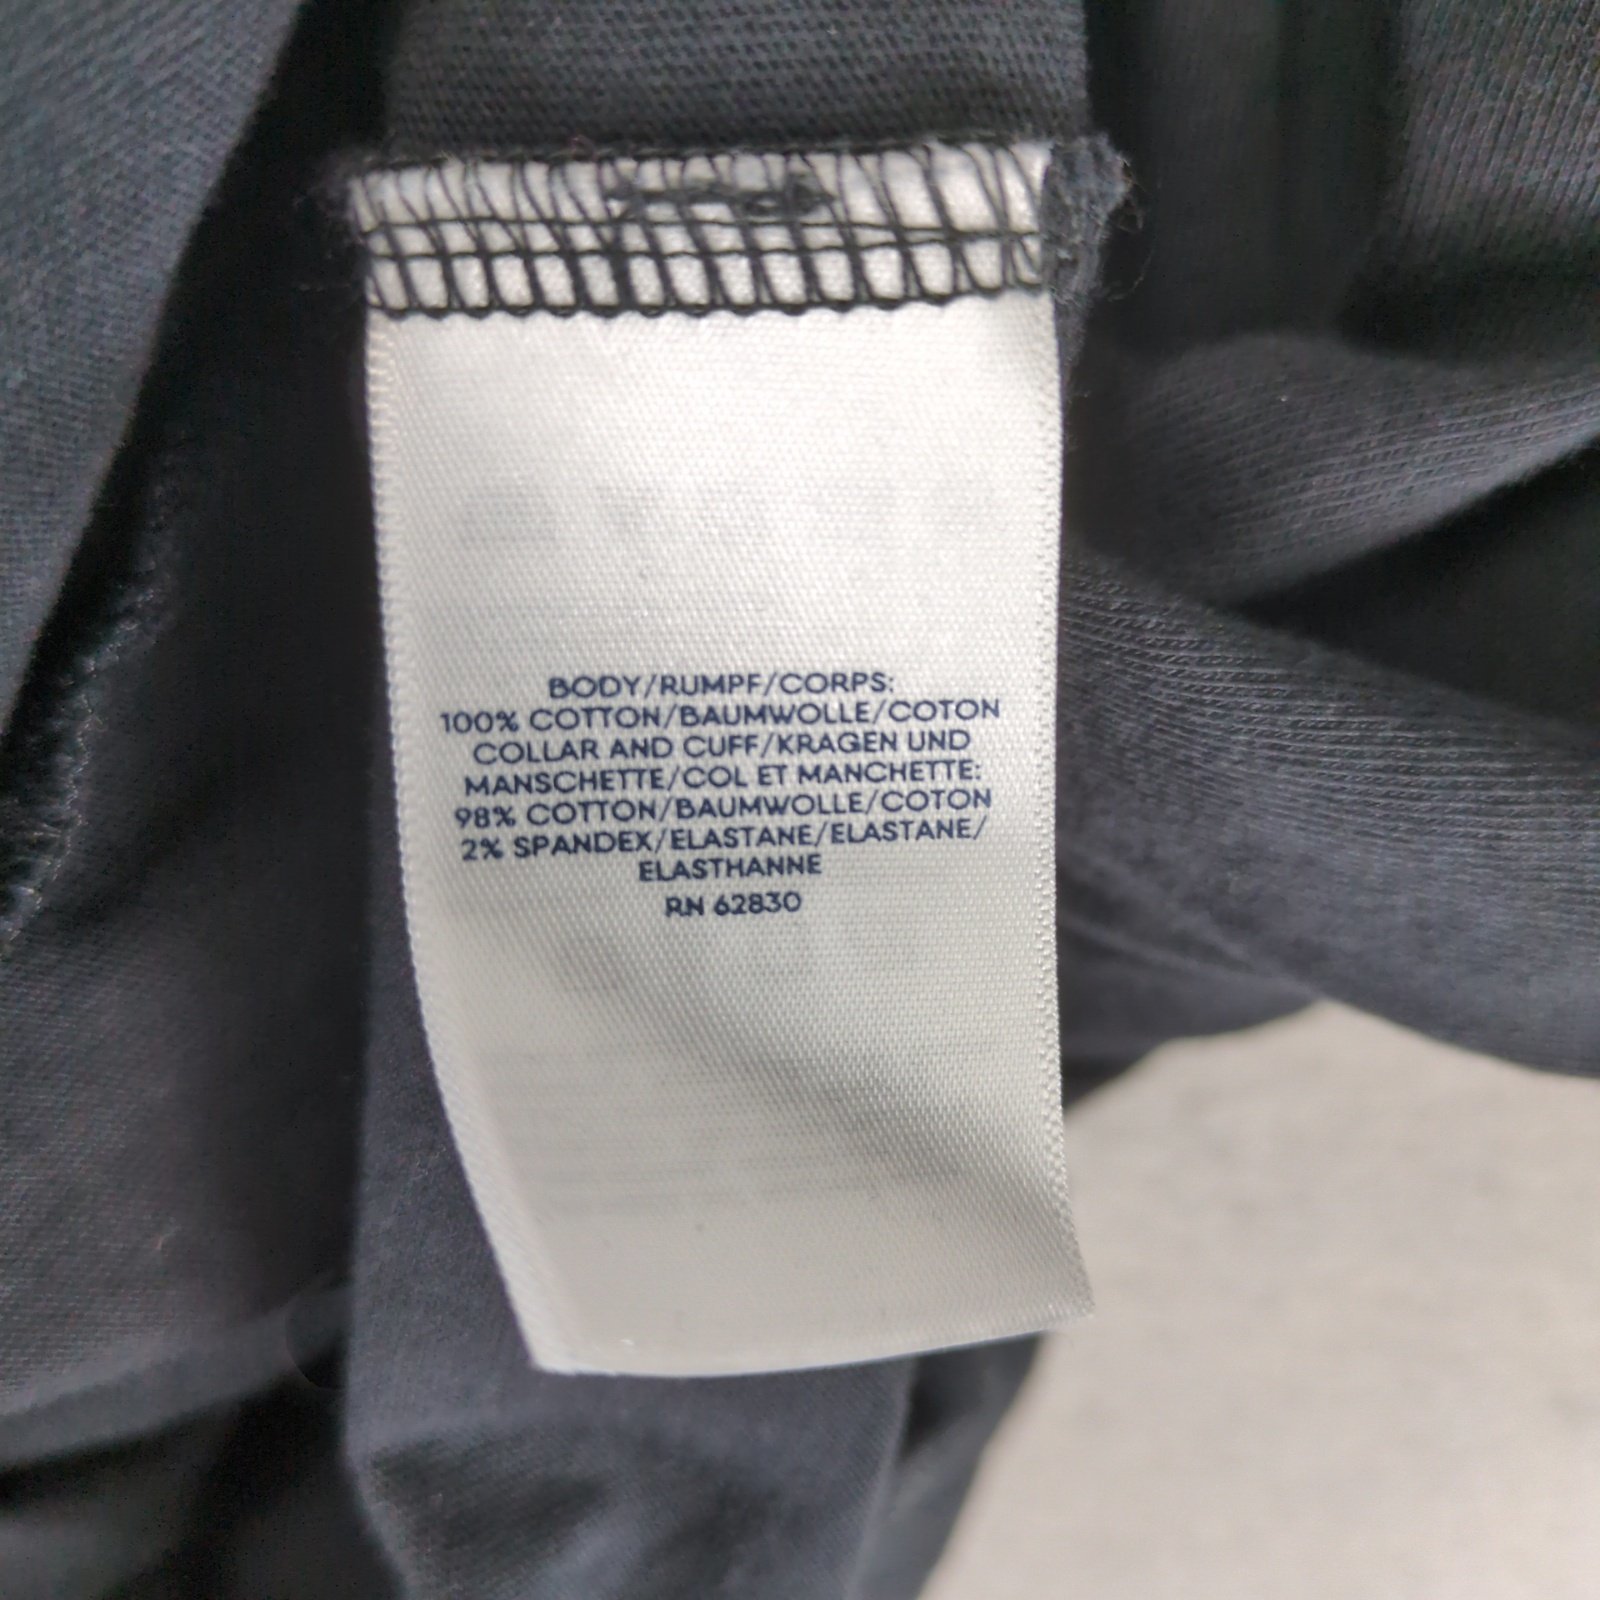 BODY/RUMPF/CORPS:
100% COTTON/BAUMWOLLE/COTON
COLLAR AND CUFF/KRAGEN UND
MANSCHETTE/COL ET MANCHETTE:
98% COTTON/BAUMWOLLE/COTON
2% SPANDEX/ELASTANE/ELASTANE/
ELASTHANNE
RN 62830